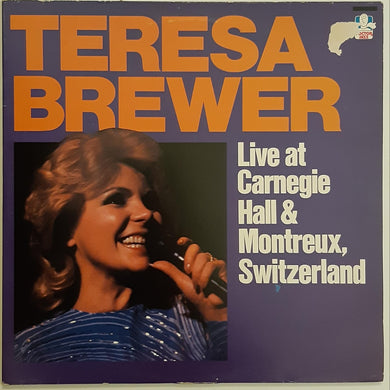 TERESA
BREWER
Live at
Carnegie
Hall &
Montreux,
Switzerland